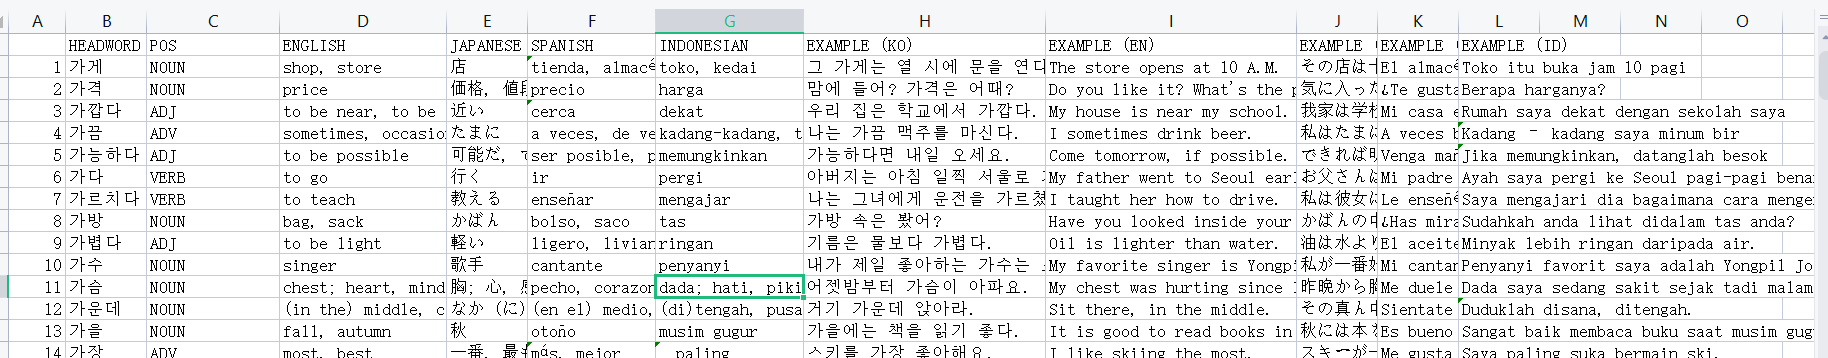 A B C D E F G H I J K L M N O
HEADWORD POS ENGLISH JAPANESE SPANISH INDONESIAN EXAMPLE (KO) EXAMPLE (EN) EXAMPLE EXAMPLE EXAMPLE (ID)
1 가게 NOUN shop, store 店 tienda, toko, kedai 그 가게는 열 시에 문을 연다 The store opens at 10 A.M. その店は El Toko itu buka jam 10 pagi
2 가격 NOUN price 価格, 値段 precio harga 맘에 들어? 가격은 어때? Do you like it? What's the 気に入っ ¿Te gusta Berapa harganya?
3 가깝다 ADJ to be near, to be 近い cerca dekat 우리 집은 학교에서 가깝다. My house is near my school. 我家は学校 Mi casa Rumah saya dekat dengan sekolah saya
4 가끔 ADV sometimes, occasio たまに a veces, de ve kadang-kadang, t 나는 가끔 맥주를 마신다. I sometimes drink beer. 私はたまに A veces Kadang - kadang saya minum bir
5 가능하다 ADJ to be possible 可能だ, ser posible, memungkinkan 가능하다면 내일 오세요. Come tomorrow, if possible. できれば明 Venga Jika memungkinkan, datanglah besok
6 가다 VERB to go 行く ir pergi 아버지는 아침 일찍 서울로 My father went to Seoul earl お父さんは Mi padre Ayah saya pergi ke Seoul pagi-pagi bena
7 가르치다 VERB to teach 教える enseñar mengajar 나는 그녀에게 운전을 가르쳤 I taught her how to drive. 私は彼女に Le Saya mengajari dia bagaimana cara menge
8 가방 NOUN bag, sack かばん bolso, saco tas 가방 속은 봤어? Have you looked inside your かばんの中 ¿Has mira Sudahkah anda lihat didalam tas anda?
9 가볍다 ADJ to be light 軽い ligero, livian ringan 기름은 물보다 가볍다. Oil is lighter than water. 油は水より El aceite Minyak lebih ringan daripada air.
10 가수 NOUN singer 歌手 cantante penyanyi 내가 제일 좋아하는 가수는 My favorite singer is Yongpi 私が一番 Mi cantan Penyanyi favorit saya adalah Yongpil Jo
11 가슴 NOUN chest; heart, mind 胸; 心, pecho, corazon dada; hati, piki 어젯밤부터 가슴이 아파요. My chest was hurting since 昨晩から胸 Me duele Dada saya sedang sakit sejak tadi malam
12 가운데 NOUN (in the) middle, c なか (に) (en el) medio, (di)tengah, pusa 거기 가운데 앉아라. Sit there, in the middle. その真ん中 Sientate Duduklah disana, ditengah.
13 가을 NOUN fall, autumn 秋 otoño musim gugur 가을에는 책을 읽기 좋다. It is good to read books in 秋には本を Es bueno Sangat baik membaca buku saat musim gug
14 가장 ADV most, best 一番, 最も más, mejor paling 스키를 가장 좋아해요. I like skiing the most. スキーが一 Me gusta Saya paling suka bermain ski.